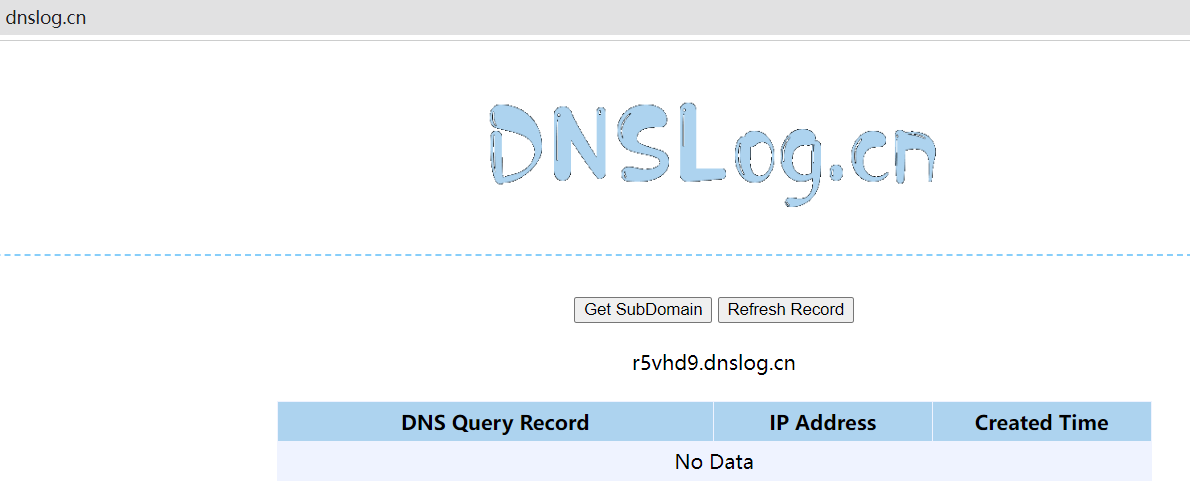 dnslog.cn
DNSLog.cn
Get SubDomain Refresh Record
r5vhd9.dnslog.cn
DNS Query Record IP Address Created Time
No Data